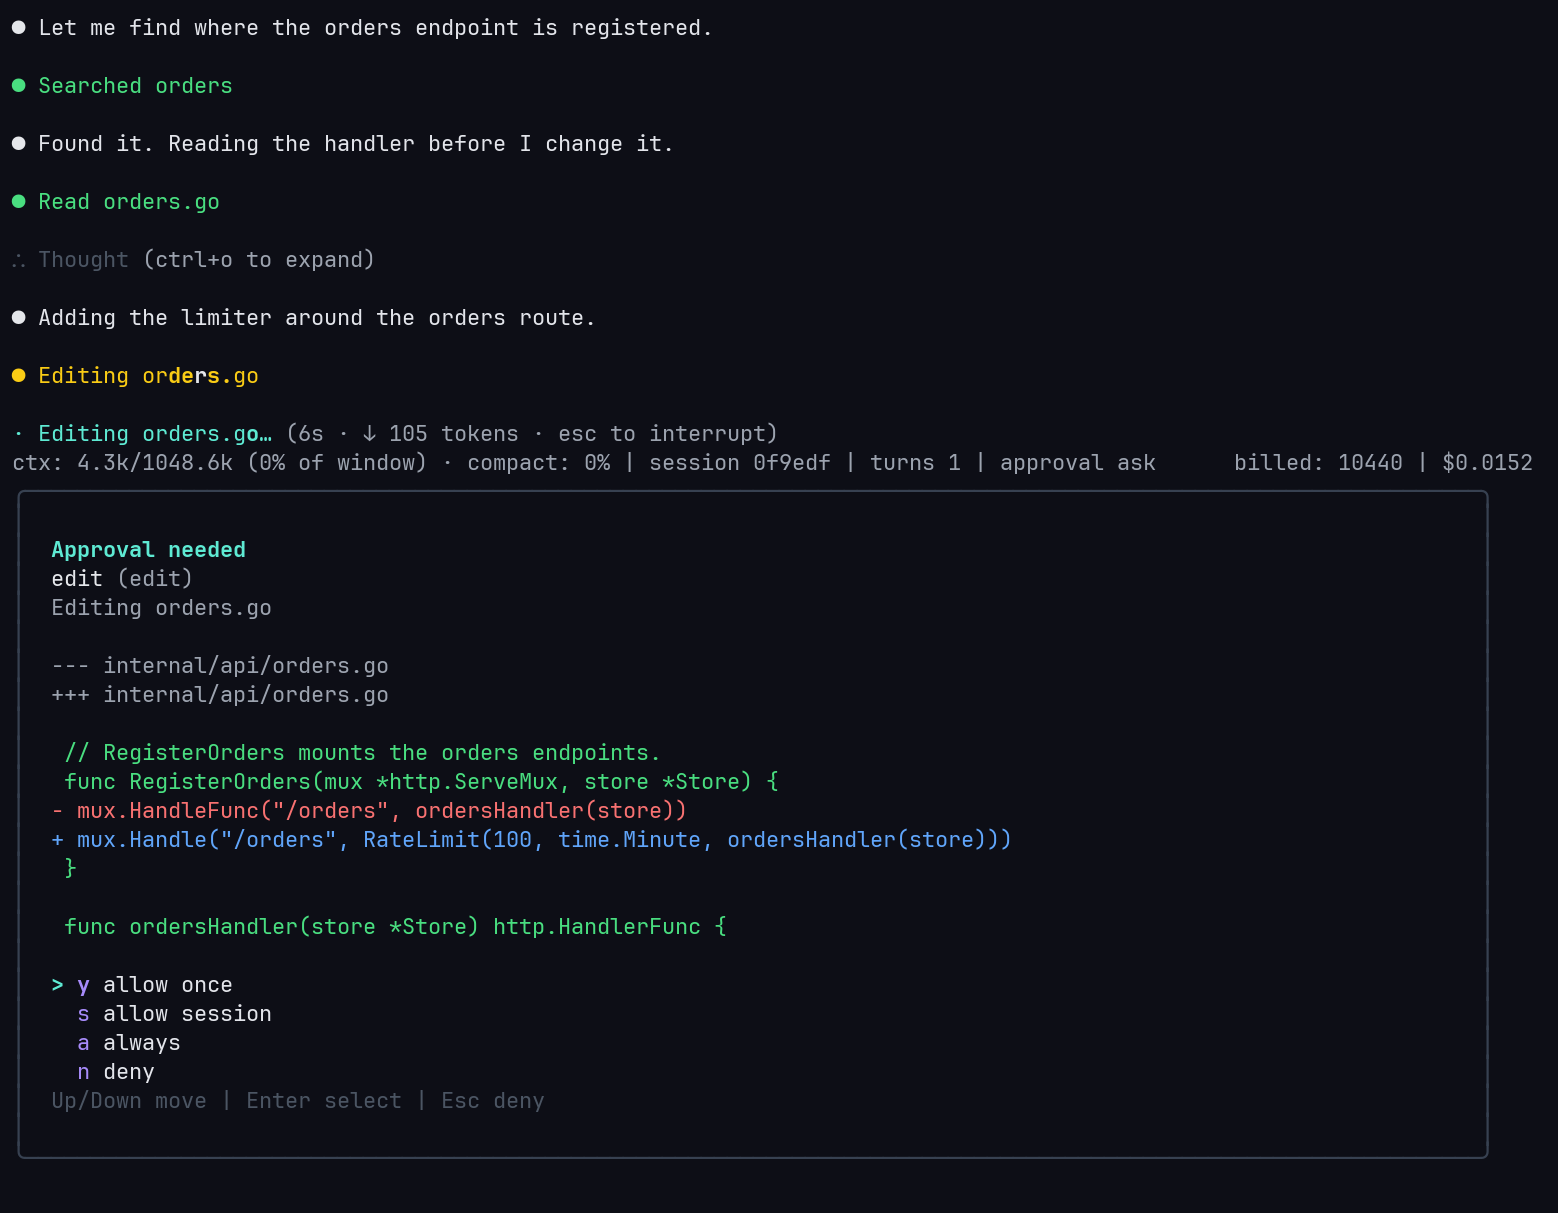 ● Let me find where the orders endpoint is registered.
● Searched orders
● Found it. Reading the handler before I change it.
● Read orders.go
∴ Thought (ctrl+o to expand)
● Adding the limiter around the orders route.
● Editing orders.go
· Editing orders.go… (6s · ↓ 105 tokens · esc to interrupt)
ctx: 4.3k/1048.6k (0% of window) · compact: 0% | session 0f9edf | turns 1 | approval ask      billed: 10440 | $0.0152
Approval needed
edit (edit)
Editing orders.go
--- internal/api/orders.go
+++ internal/api/orders.go
 // RegisterOrders mounts the orders endpoints.
 func RegisterOrders(mux *http.ServeMux, store *Store) {
- mux.HandleFunc("/orders", ordersHandler(store))
+ mux.Handle("/orders", RateLimit(100, time.Minute, ordersHandler(store)))
 }
 func ordersHandler(store *Store) http.HandlerFunc {
> y allow once
  s allow session
  a always
  n deny
Up/Down move | Enter select | Esc deny